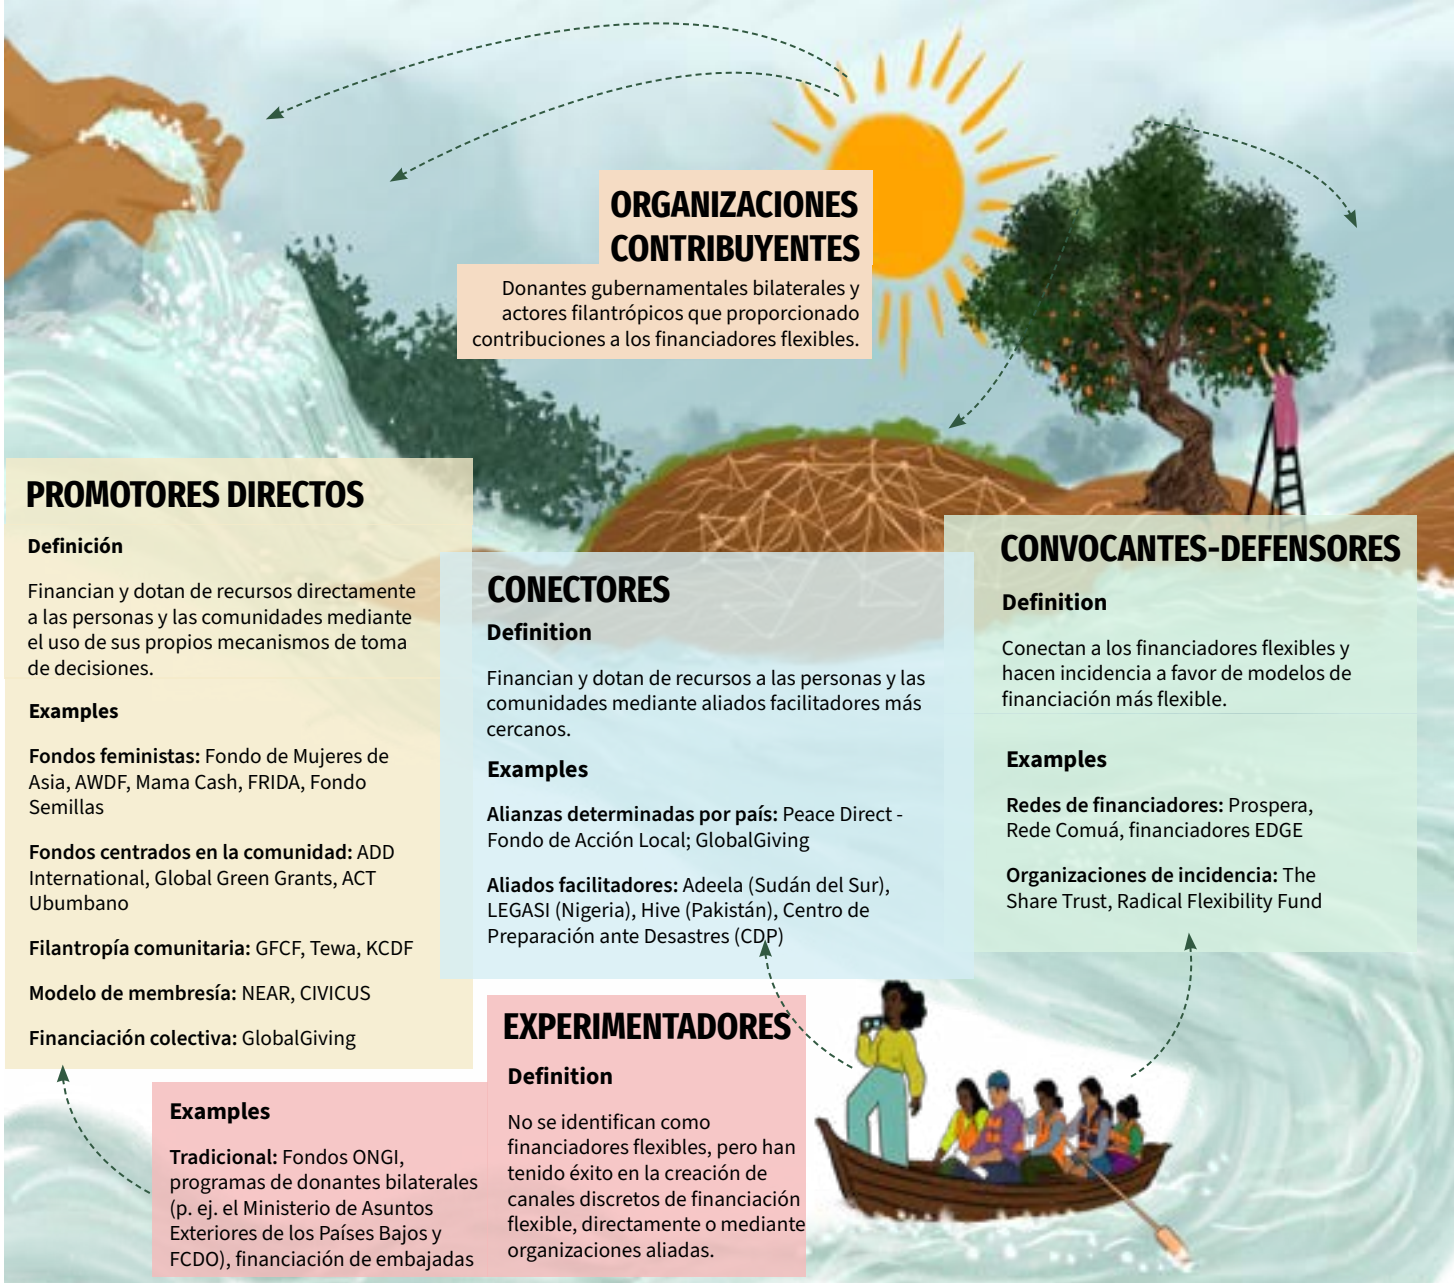 ORGANIZACIONES
CONTRIBUYENTES
Donantes gubernamentales bilaterales y
actores filantrópicos que proporcionado
contribuciones a los financiadores flexibles.
PROMOTORES DIRECTOS
Definición
Financian y dotan de recursos directamente
a las personas y las comunidades mediante
el uso de sus propios mecanismos de toma
de decisiones.
Examples
Fondos feministas: Fondo de Mujeres de
Asia, AWDF, Mama Cash, FRIDA, Fondo
Semillas
Fondos centrados en la comunidad: ADD
International, Global Green Grants, ACT
Ubumbano
Filantropía comunitaria: GFCF, Tewa, KCDF
Modelo de membresía: NEAR, CIVICUS
Financiación colectiva: GlobalGiving
CONECTORES
Definition
Financian y dotan de recursos a las personas y las
comunidades mediante aliados facilitadores más
cercanos.
Examples
Alianzas determinadas por país: Peace Direct -
Fondo de Acción Local; GlobalGiving
Aliados facilitadores: Adeela (Sudán del Sur),
LEGASI (Nigeria), Hive (Pakistán), Centro de
Preparación ante Desastres (CDP)
CONVOCANTES-DEFENSORES
Definition
Conectan a los financiadores flexibles y
hacen incidencia a favor de modelos de
financiación más flexible.
Examples
Redes de financiadores: Prospera,
Rede Comuá, financiadores EDGE
Organizaciones de incidencia: The
Share Trust, Radical Flexibility Fund
EXPERIMENTADORES
Definition
No se identifican como
financiadores flexibles, pero han
tenido éxito en la creación de
canales discretos de financiación
flexible, directamente o mediante
organizaciones aliadas.
Examples
Tradicional: Fondos ONGI,
programas de donantes bilaterales
(p. ej. el Ministerio de Asuntos
Exteriores de los Países Bajos y
FCDO), financiación de embajadas